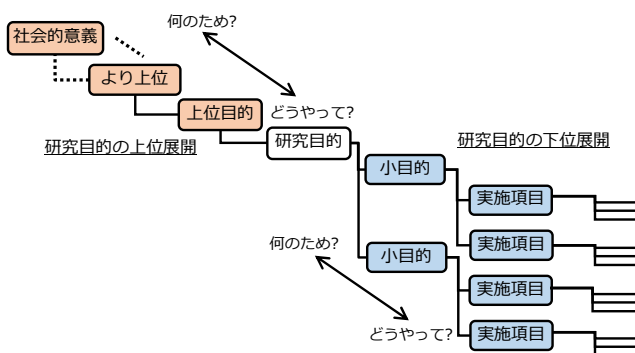 何のため?
社会的意義
より上位
上位目的
どうやって?
研究目的
研究目的の上位展開
研究目的の下位展開
小目的
実施項目
実施項目
何のため?
小目的
実施項目
どうやって?
実施項目